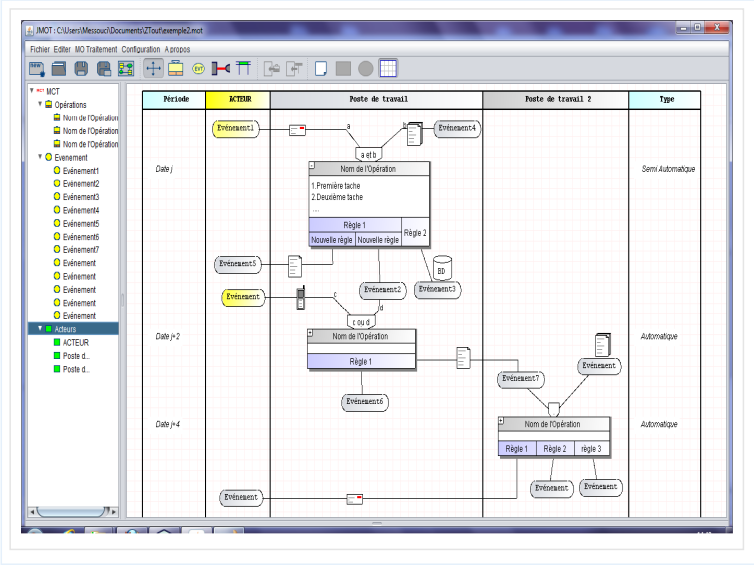 JMOT : C:\Users\Messouci\Documents\ZTout\exemple2.mot
Fichier Editer MO Traitement Configuration A propos
NEW
EVT
MCT
Opérations
Nom de l'Opération
Nom de l'Opération
Nom de l'Opération
Evenement
Evénement1
Evénement2
Evénement3
Evénement4
Evénement5
Evénement6
Evénement7
Evénement
Evénement
Evénement
Evénement
Evénement
Acteurs
ACTEUR
Poste d...
Poste d...
Période ACTEUR Poste de travail Poste de travail 2 Type
Evénement1 a b Evénement4
a et b
Date j Nom de l'Opération Semi Automatique
1.Première tache
2.Deuxième tache
....
Règle 1 Règle 2
Nouvelle règle Nouvelle règle
Evénement5 BD
Evénement2 Evénement3
Evénement c d
c ou d
Date j+2 Nom de l'Opération Automatique
Règle 1 Evénement
Evénement7
Evénement6
Date j+4 Nom de l'Opération Automatique
Règle 1 Règle 2 règle 3
Evénement Evénement
Evénement